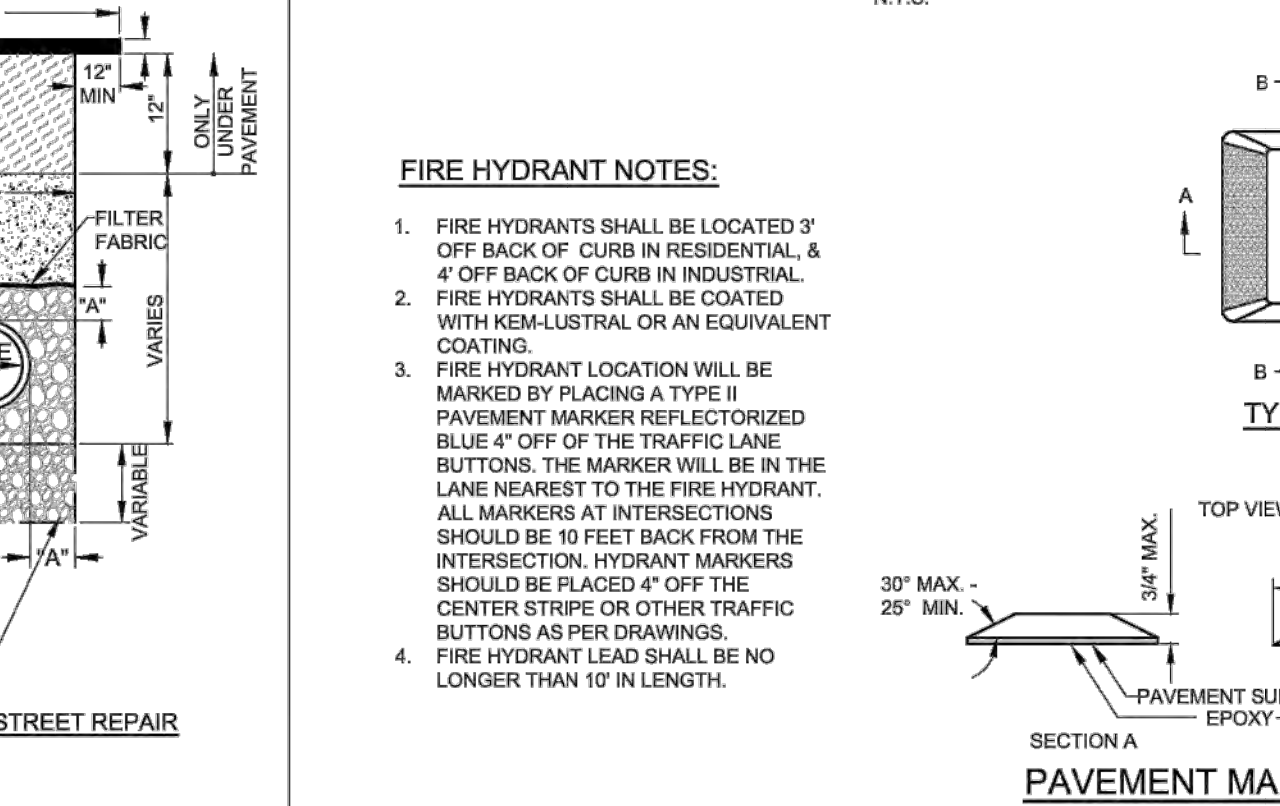 N.T.S.
12"
MIN
12"
ONLY
UNDER
PAVEMENT
FILTER
FABRIC
"A"
VARIES
VARIABLE
"A"
STREET REPAIR
FIRE HYDRANT NOTES:
1. FIRE HYDRANTS SHALL BE LOCATED 3'
OFF BACK OF CURB IN RESIDENTIAL, &
4' OFF BACK OF CURB IN INDUSTRIAL.
2. FIRE HYDRANTS SHALL BE COATED
WITH KEM-LUSTRAL OR AN EQUIVALENT
COATING.
3. FIRE HYDRANT LOCATION WILL BE
MARKED BY PLACING A TYPE II
PAVEMENT MARKER REFLECTORIZED
BLUE 4" OFF OF THE TRAFFIC LANE
BUTTONS. THE MARKER WILL BE IN THE
LANE NEAREST TO THE FIRE HYDRANT.
ALL MARKERS AT INTERSECTIONS
SHOULD BE 10 FEET BACK FROM THE
INTERSECTION. HYDRANT MARKERS
SHOULD BE PLACED 4" OFF THE
CENTER STRIPE OR OTHER TRAFFIC
BUTTONS AS PER DRAWINGS.
4. FIRE HYDRANT LEAD SHALL BE NO
LONGER THAN 10' IN LENGTH.
B
A
B
TY
TOP VIEW
3/4" MAX.
30° MAX. -
25° MIN.
PAVEMENT SU
EPOXY
SECTION A
PAVEMENT MA